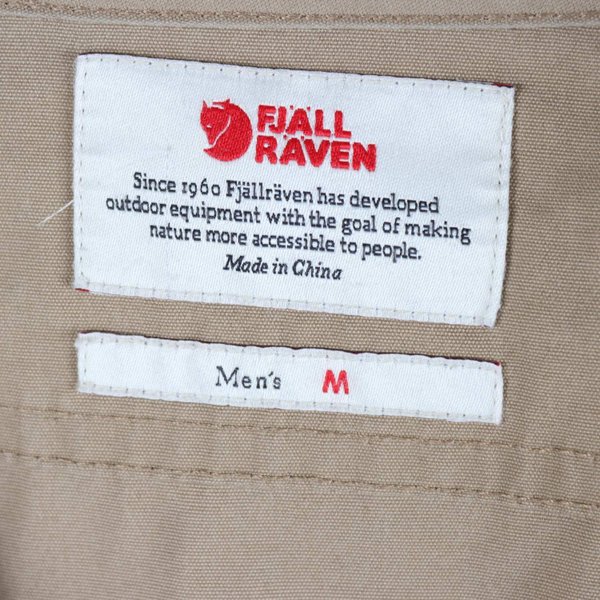 FJÄLL
RÄVEN
Since 1960 Fjällräven has developed
outdoor equipment with the goal of making
nature more accessible to people.
Made in China
Men's M